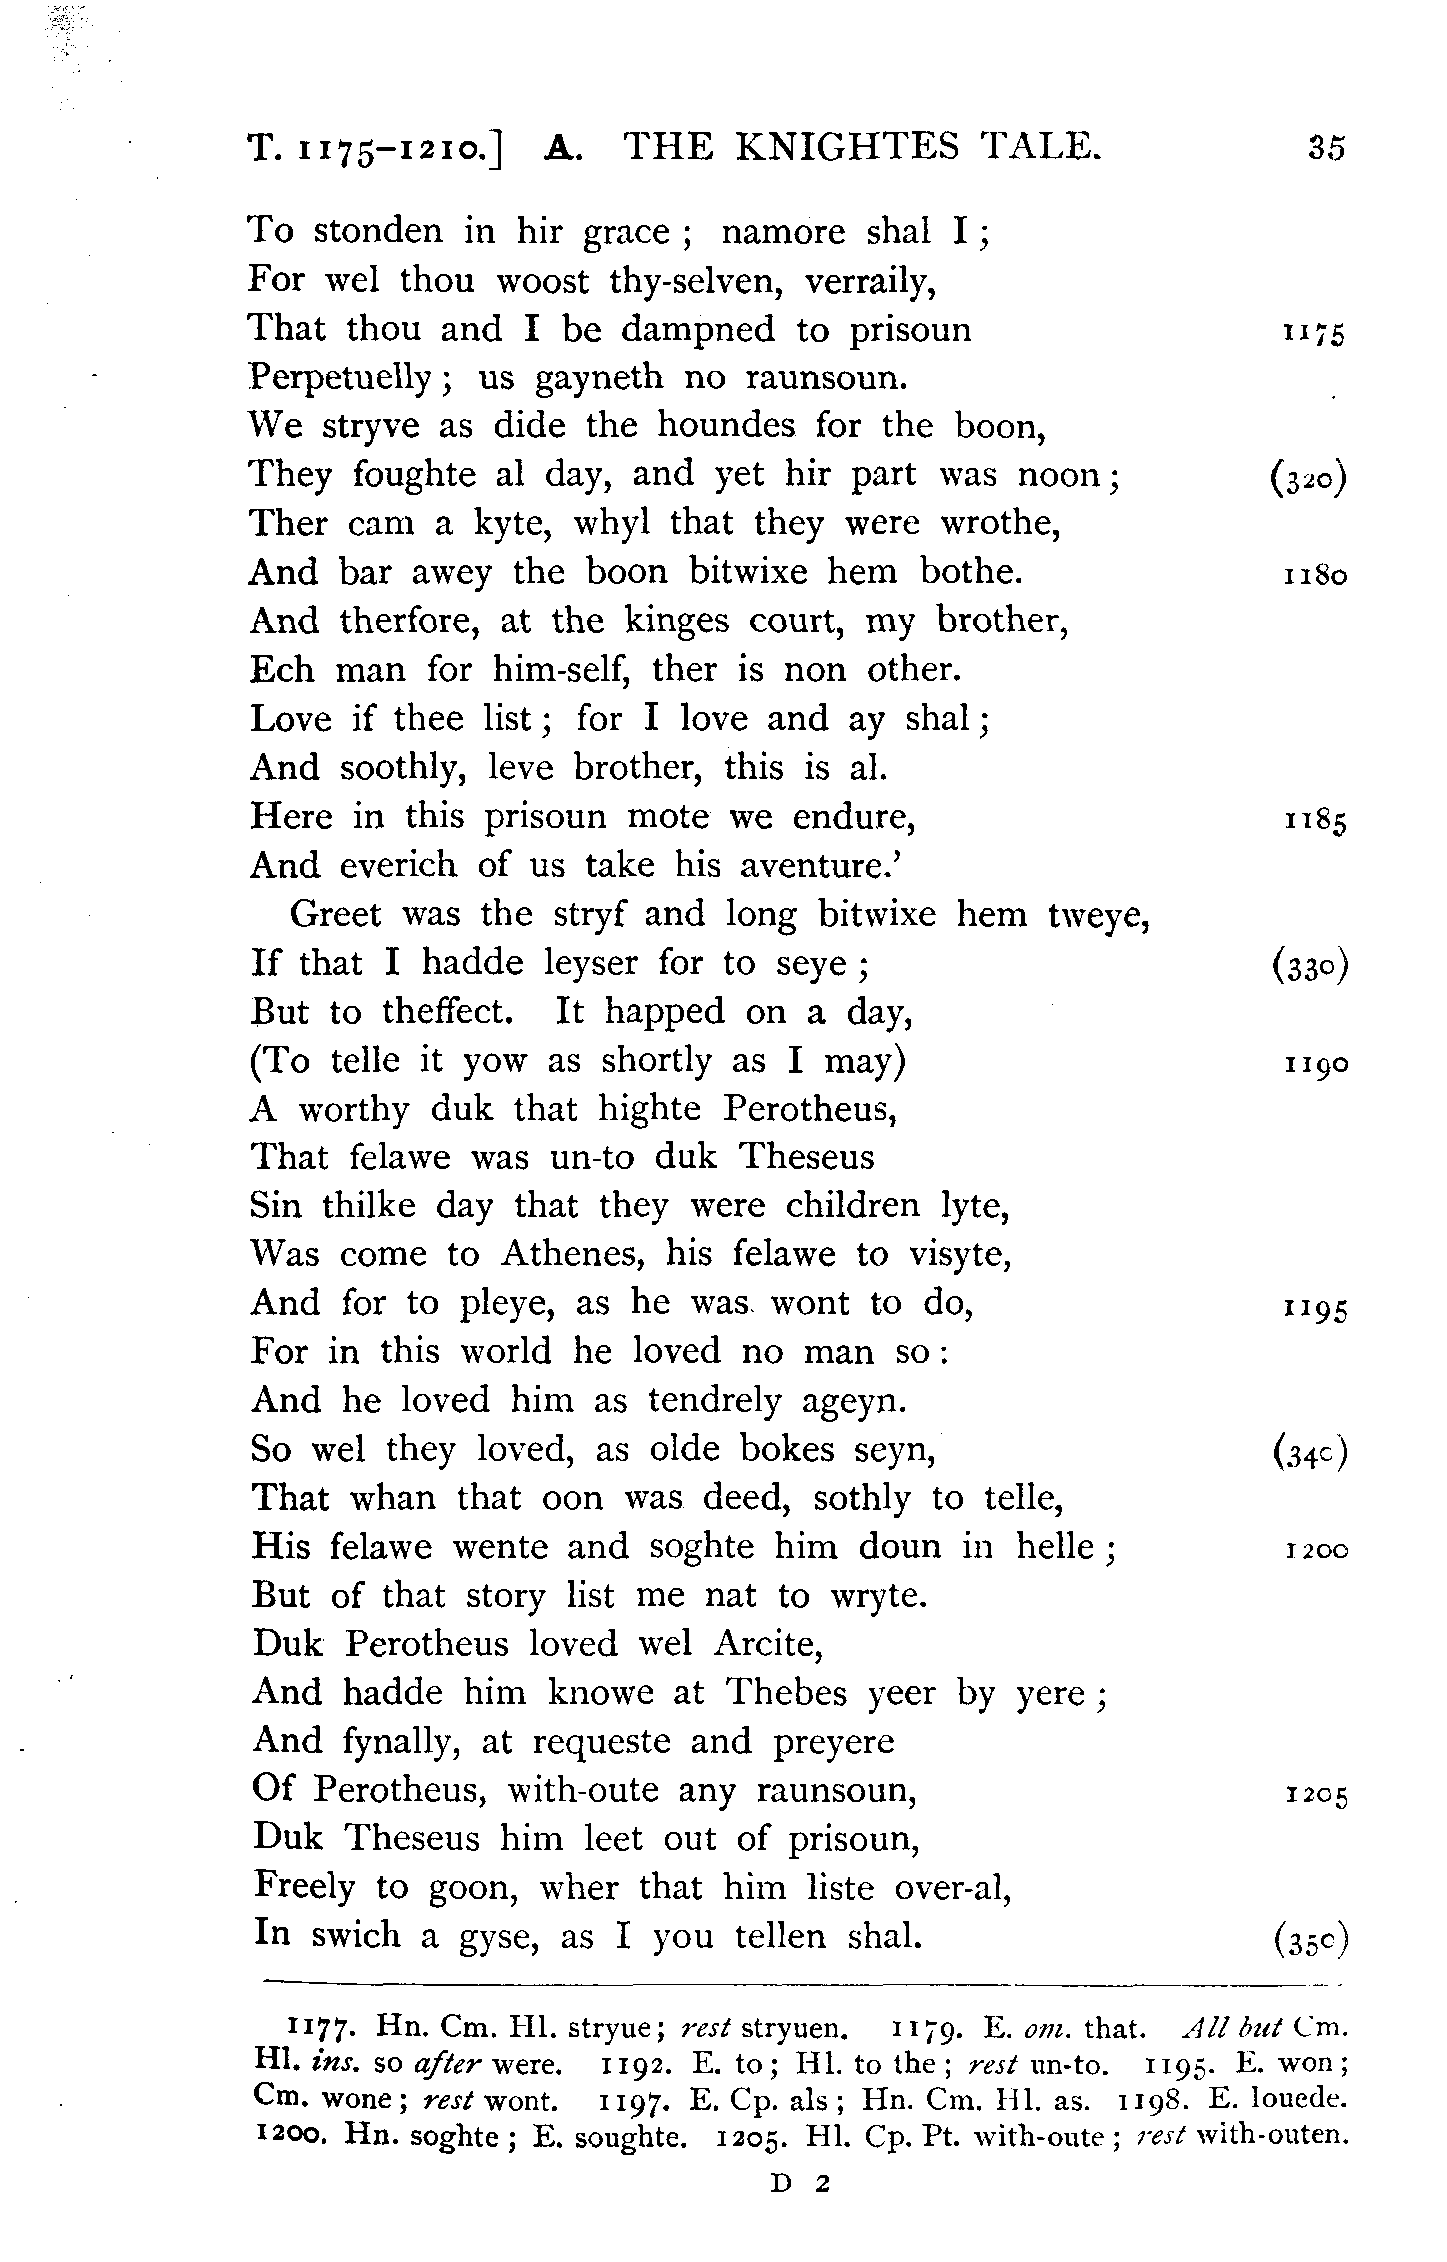 T. 1175–1210.] A. THE KNIGHTES TALE. 35
To stonden in hir grace ; namore shal I ;
For wel thou woost thy-selven, verraily,
That thou and I be dampned to prisoun 1175
Perpetuelly ; us gayneth no raunsoun.
We stryve as dide the houndes for the boon,
They foughte al day, and yet hir part was noon ; (320)
Ther cam a kyte, whyl that they were wrothe,
And bar awey the boon bitwixe hem bothe. 1180
And therfore, at the kinges court, my brother,
Ech man for him-self, ther is non other.
Love if thee list ; for I love and ay shal ;
And soothly, leve brother, this is al.
Here in this prisoun mote we endure, 1185
And everich of us take his aventure.’
Greet was the stryf and long bitwixe hem tweye,
If that I hadde leyser for to seye ; (330)
But to theffect. It happed on a day,
(To telle it yow as shortly as I may) 1190
A worthy duk that highte Perotheus,
That felawe was un-to duk Theseus
Sin thilke day that they were children lyte,
Was come to Athenes, his felawe to visyte,
And for to pleye, as he was wont to do, 1195
For in this world he loved no man so :
And he loved him as tendrely ageyn.
So wel they loved, as olde bokes seyn, (340)
That whan that oon was deed, sothly to telle,
His felawe wente and soghte him doun in helle ; 1200
But of that story list me nat to wryte.
Duk Perotheus loved wel Arcite,
And hadde him knowe at Thebes yeer by yere ;
And fynally, at requeste and preyere
Of Perotheus, with-oute any raunsoun, 1205
Duk Theseus him leet out of prisoun,
Freely to goon, wher that him liste over-al,
In swich a gyse, as I you tellen shal. (350)
1177. Hn. Cm. Hl. stryue; rest stryuen. 1179. E. om. that. All but Cm.
Hl. ins. so after were. 1192. E. to ; Hl. to the ; rest un-to. 1195. E. won ;
Cm. wone ; rest wont. 1197. E. Cp. als ; Hn. Cm. Hl. as. 1198. E. louede.
1200. Hn. soghte ; E. soughte. 1205. Hl. Cp. Pt. with-oute ; rest with-outen.
D 2